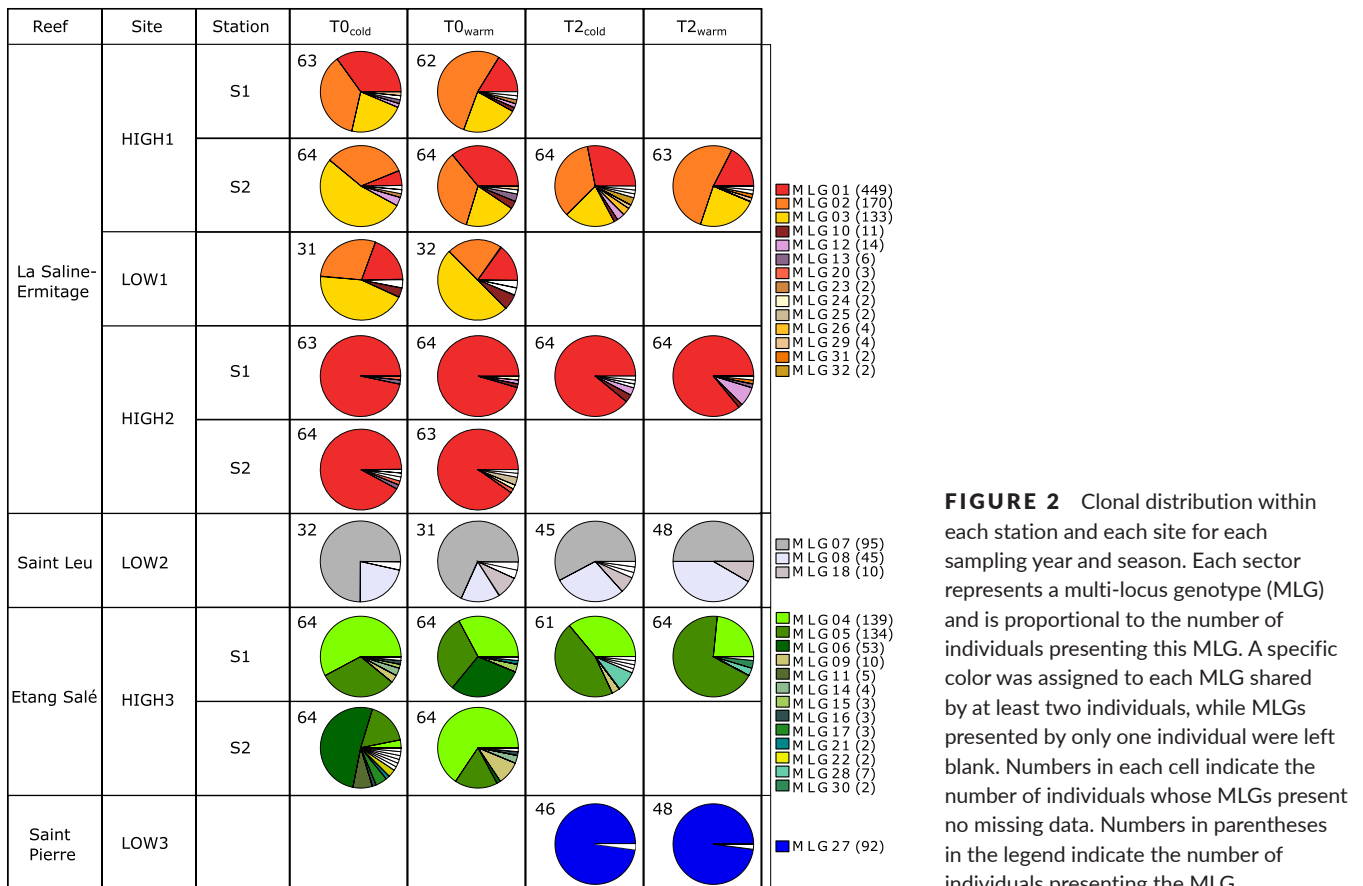 Reef Site Station T0cold T0warm T2cold T2warm
63 62
S1
HIGH1
64 64 64 63
S2
31 32
La Saline-
Ermitage
LOW1
63 64 64 64
S1
HIGH2
64 63
S2
32 31 45 48
Saint Leu LOW2
64 64 61 64
S1
Etang Salé HIGH3
64 64
S2
46 48
Saint
Pierre
LOW3
MLG01 (449)
MLG02 (170)
MLG03 (133)
MLG10 (11)
MLG12 (14)
MLG13 (6)
MLG20 (3)
MLG23 (2)
MLG24 (2)
MLG25 (2)
MLG26 (4)
MLG29 (4)
MLG31 (2)
MLG32 (2)
MLG07 (95)
MLG08 (45)
MLG18 (10)
MLG04 (139)
MLG05 (134)
MLG06 (53)
MLG09 (10)
MLG11 (5)
MLG14 (4)
MLG15 (3)
MLG16 (3)
MLG17 (3)
MLG21 (2)
MLG22 (2)
MLG28 (7)
MLG30 (2)
MLG27 (92)
FIGURE 2 Clonal distribution within
each station and each site for each
sampling year and season. Each sector
represents a multi-locus genotype (MLG)
and is proportional to the number of
individuals presenting this MLG. A specific
color was assigned to each MLG shared
by at least two individuals, while MLGs
presented by only one individual were left
blank. Numbers in each cell indicate the
number of individuals whose MLGs present
no missing data. Numbers in parentheses
in the legend indicate the number of
individuals presenting the MLG